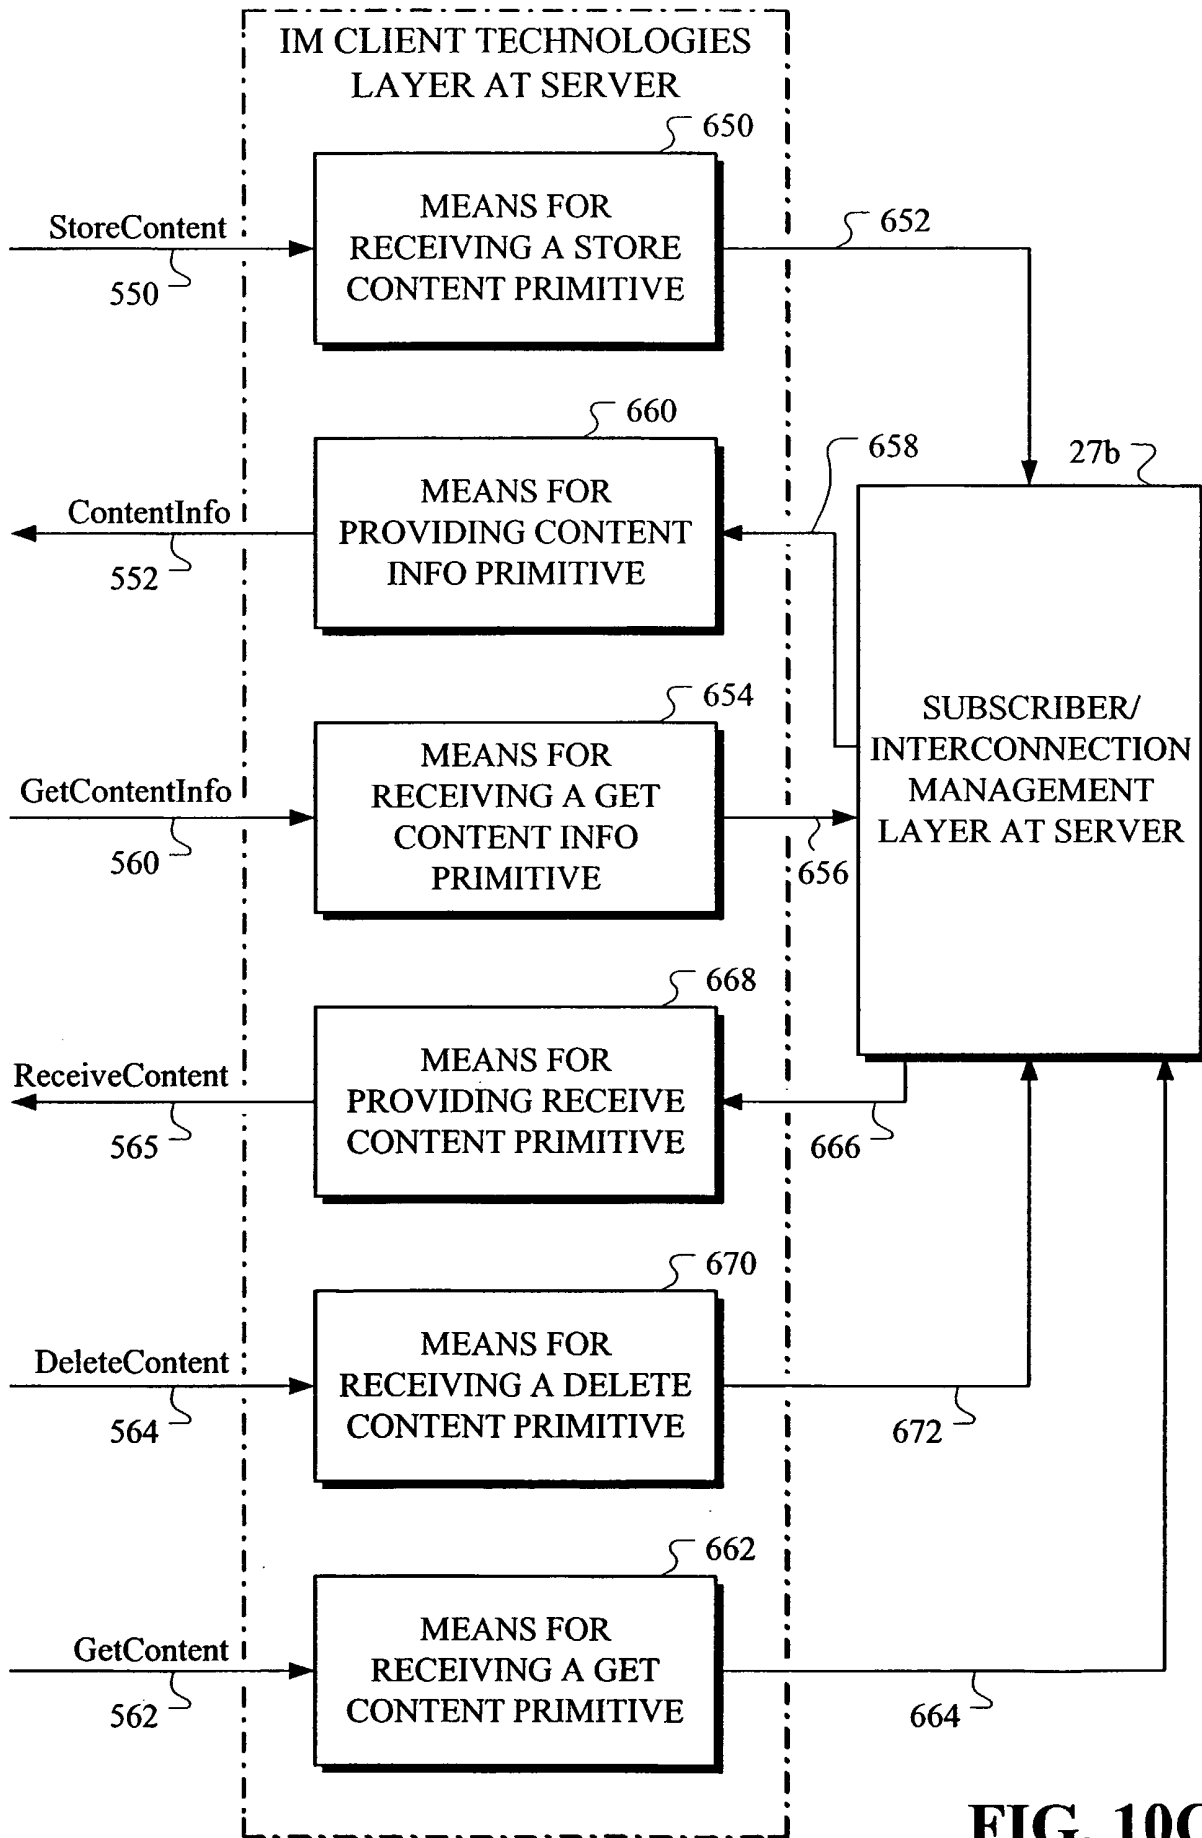 IM CLIENT TECHNOLOGIES
LAYER AT SERVER
650
MEANS FOR
RECEIVING A STORE
CONTENT PRIMITIVE
StoreContent
550
652
660
MEANS FOR
PROVIDING CONTENT
INFO PRIMITIVE
ContentInfo
552
658
27b
SUBSCRIBER/
INTERCONNECTION
MANAGEMENT
LAYER AT SERVER
654
MEANS FOR
RECEIVING A GET
CONTENT INFO
PRIMITIVE
GetContentInfo
560
656
668
MEANS FOR
PROVIDING RECEIVE
CONTENT PRIMITIVE
ReceiveContent
565
666
670
MEANS FOR
RECEIVING A DELETE
CONTENT PRIMITIVE
DeleteContent
564
672
662
MEANS FOR
RECEIVING A GET
CONTENT PRIMITIVE
GetContent
562
664
FIG.